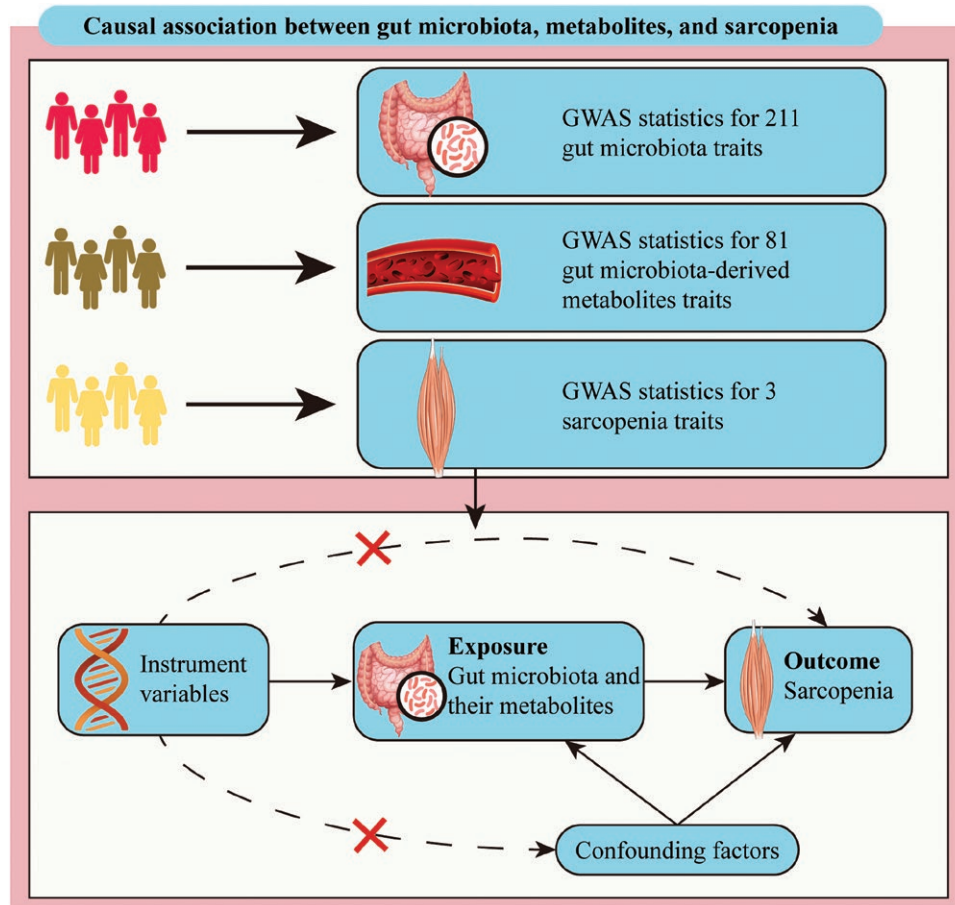 Causal association between gut microbiota, metabolites, and sarcopenia
GWAS statistics for 211
gut microbiota traits
GWAS statistics for 81
gut microbiota-derived
metabolites traits
GWAS statistics for 3
sarcopenia traits
Instrument
variables
Exposure
Gut microbiota and
their metabolites
Outcome
Sarcopenia
Confounding factors